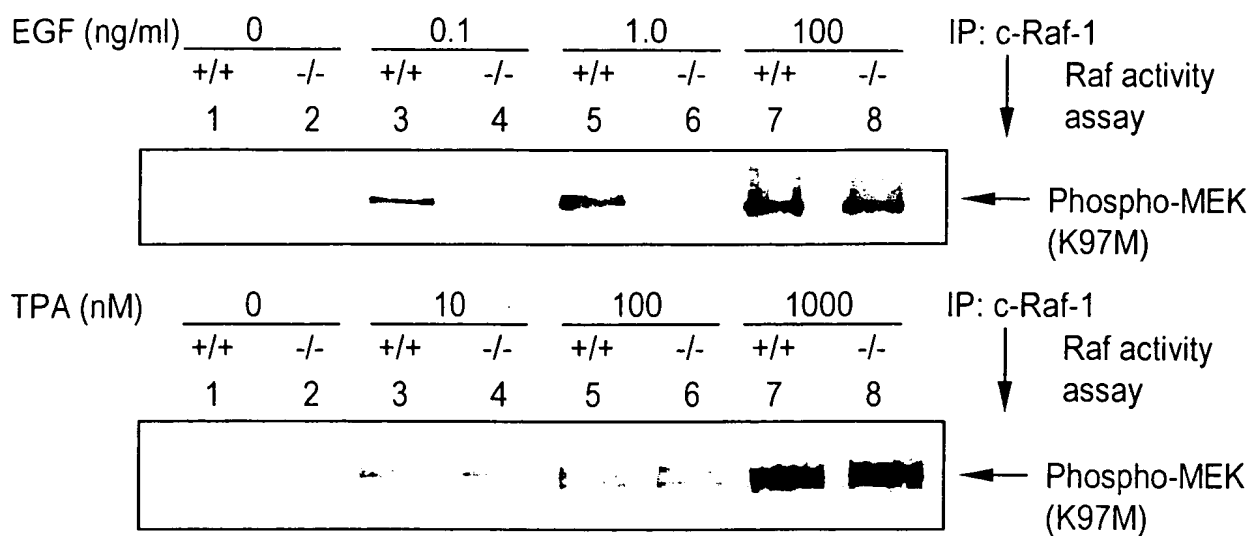 EGF (ng/ml) 0 0.1 1.0 100 IP: c-Raf-1
+/+ -/- +/+ -/- +/+ -/- +/+ -/- Raf activity
1 2 3 4 5 6 7 8 assay
Phospho-MEK
(K97M)
TPA (nM) 0 10 100 1000 IP: c-Raf-1
+/+ -/- +/+ -/- +/+ -/- +/+ -/- Raf activity
1 2 3 4 5 6 7 8 assay
Phospho-MEK
(K97M)